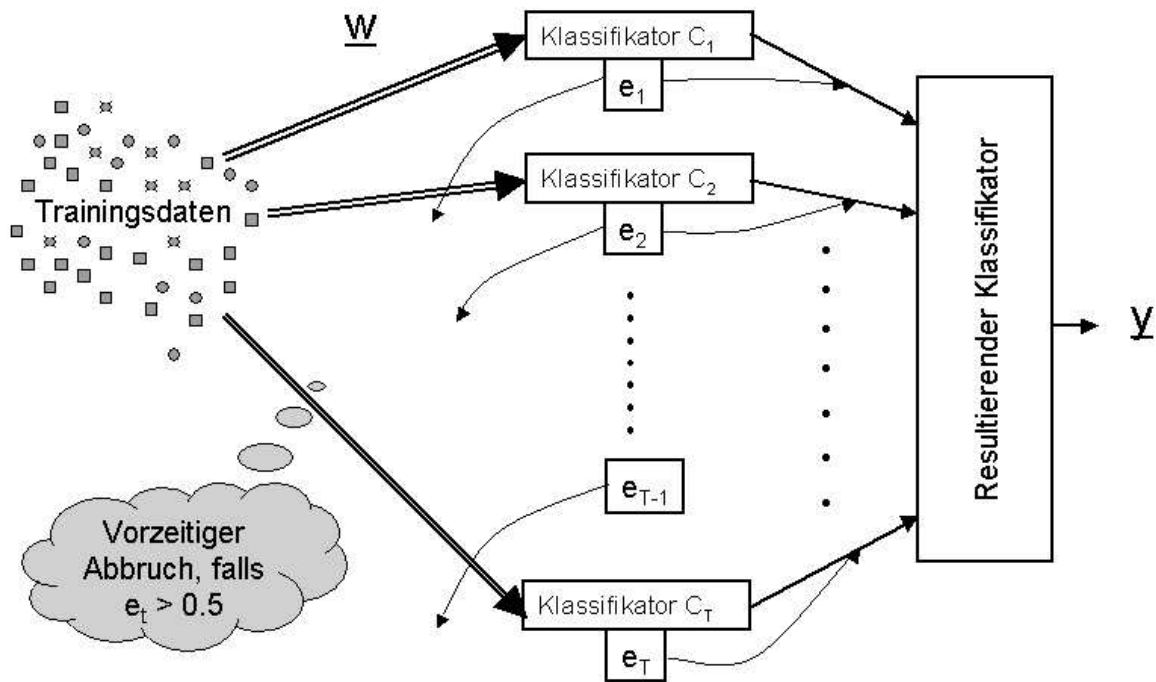 w
Klassifikator C₁
e₁
Trainingsdaten
Klassifikator C₂
e₂
Resultierender Klassifikator
y
eT-1
Vorzeitiger
Abbruch, falls
eₜ > 0.5
Klassifikator CT
eT